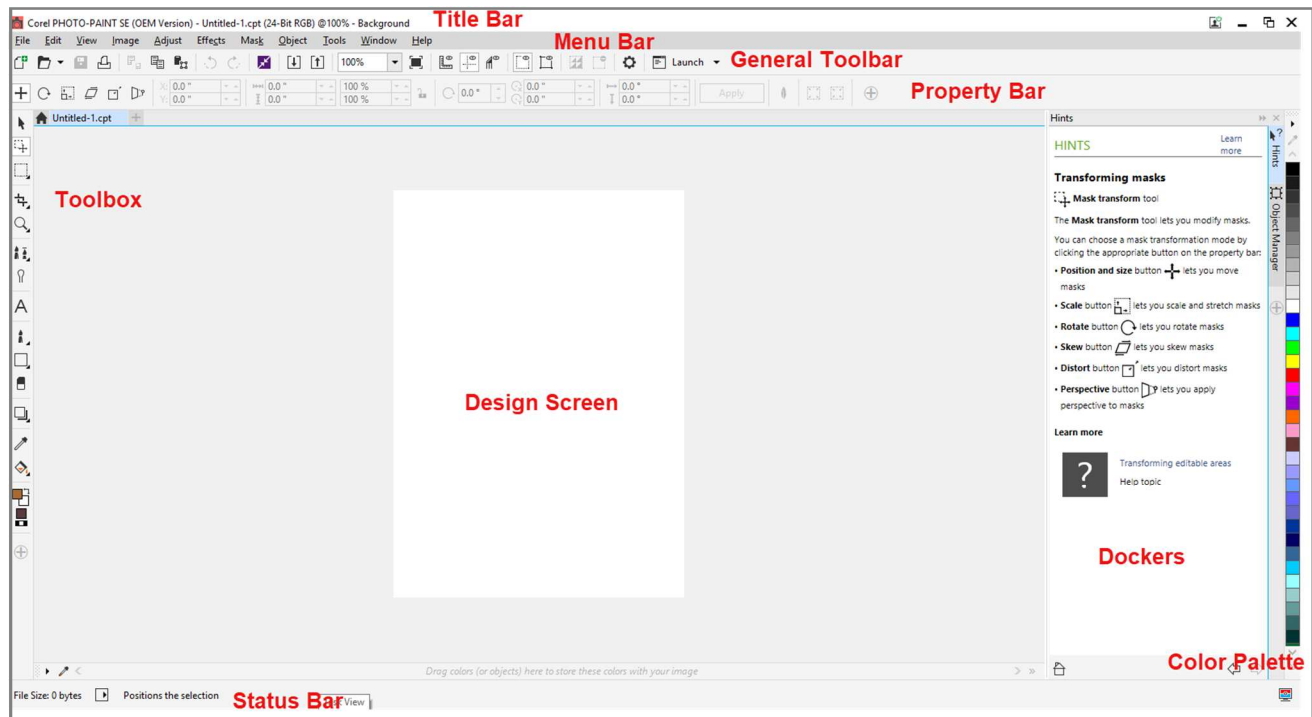 Corel PHOTO-PAINT SE (OEM Version) - Untitled-1.cpt (24-Bit RGB) @100% - Background
Title Bar
File Edit View Image Adjust Effects Mask Object Tools Window Help
Menu Bar
100%
Launch
General Toolbar
X: 0.0 "
Y: 0.0 "
0.0 "
0.0 "
100 %
100 %
0.0 °
0.0 "
0.0 "
0.0 "
0.0 "
Apply
Property Bar
Untitled-1.cpt
Toolbox
Design Screen
Hints
HINTS
Learn
more
Transforming masks
Mask transform tool
The Mask transform tool lets you modify masks.
You can choose a mask transformation mode by
clicking the appropriate button on the property bar:
• Position and size button lets you move
masks
• Scale button lets you scale and stretch masks
• Rotate button lets you rotate masks
• Skew button lets you skew masks
• Distort button lets you distort masks
• Perspective button lets you apply
perspective to masks
Learn more
?
Transforming editable areas
Help topic
Dockers
Hints
Object Manager
Color Palette
Drag colors (or objects) here to store these colors with your image
File Size: 0 bytes
Positions the selection
Status Bar
View